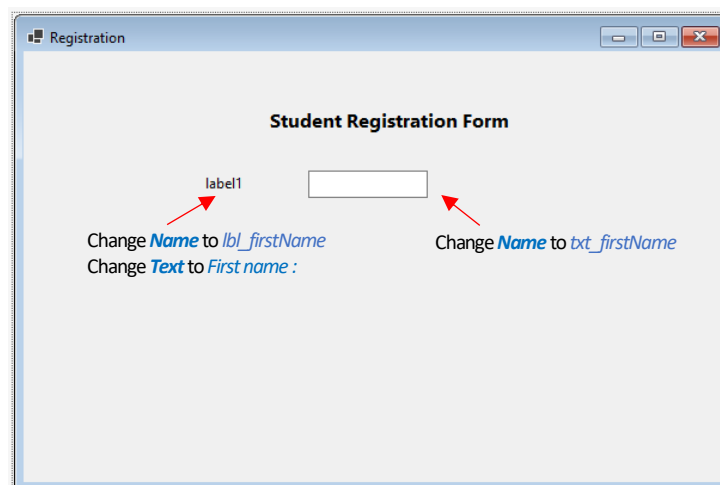 Registration
Student Registration Form
label1
Change Name to lbl_firstName
Change Text to First name :
Change Name to txt_firstName